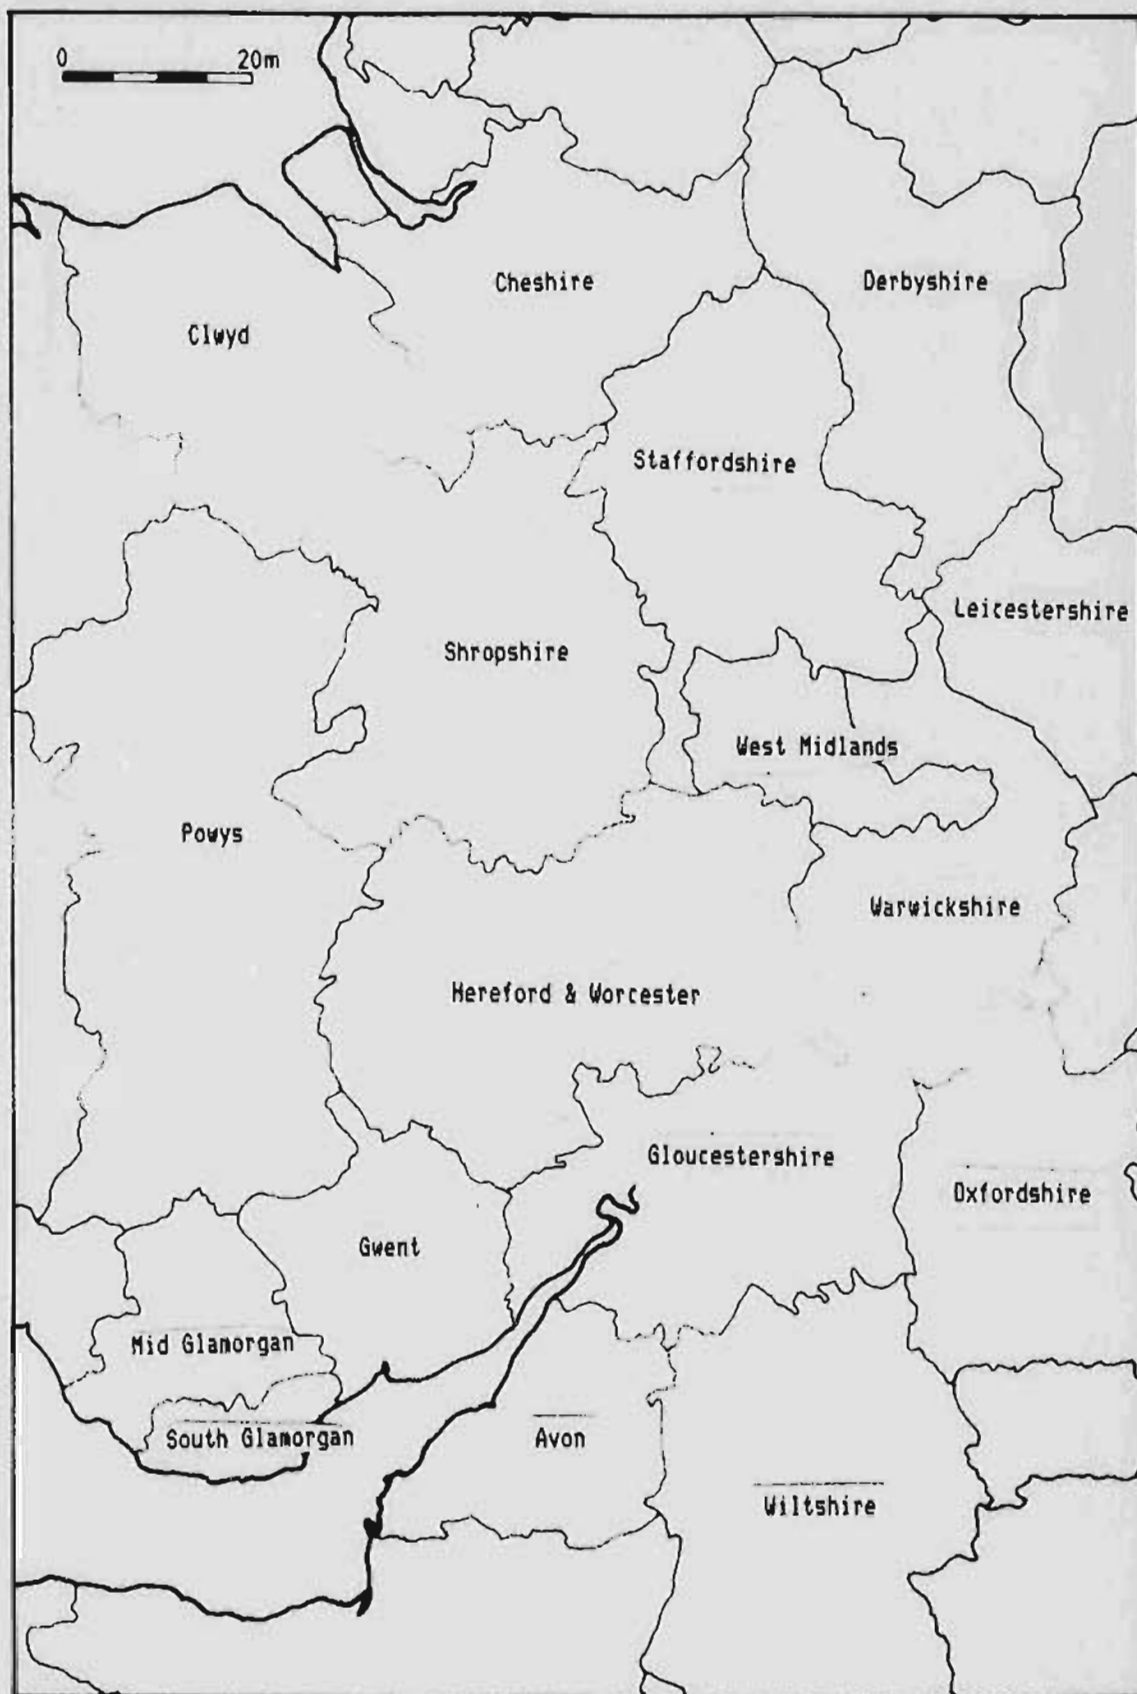 0 20m
Cheshire
Derbyshire
Clwyd
Staffordshire
Leicestershire
Shropshire
West Midlands
Powys
Warwickshire
Hereford & Worcester
Gloucestershire
Oxfordshire
Gwent
Mid Glamorgan
South Glamorgan
Avon
Wiltshire